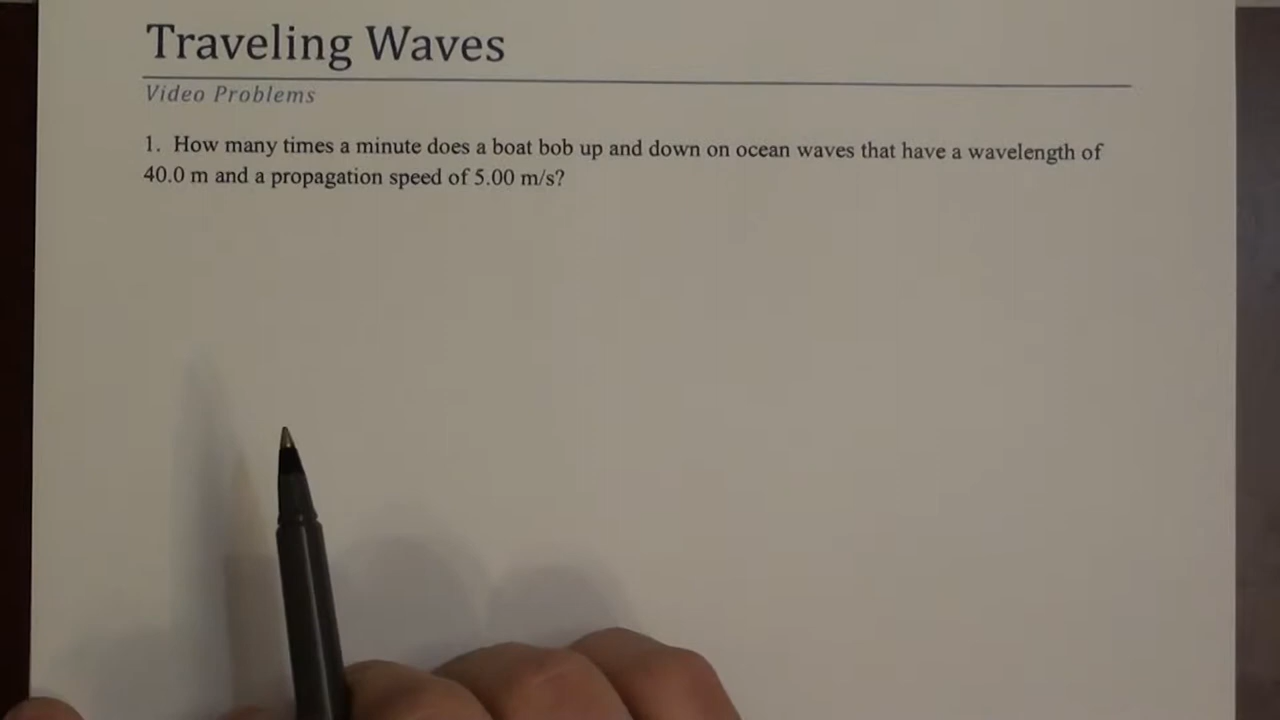 Traveling Waves
Video Problems
1. How many times a minute does a boat bob up and down on ocean waves that have a wavelength of
40.0 m and a propagation speed of 5.00 m/s?